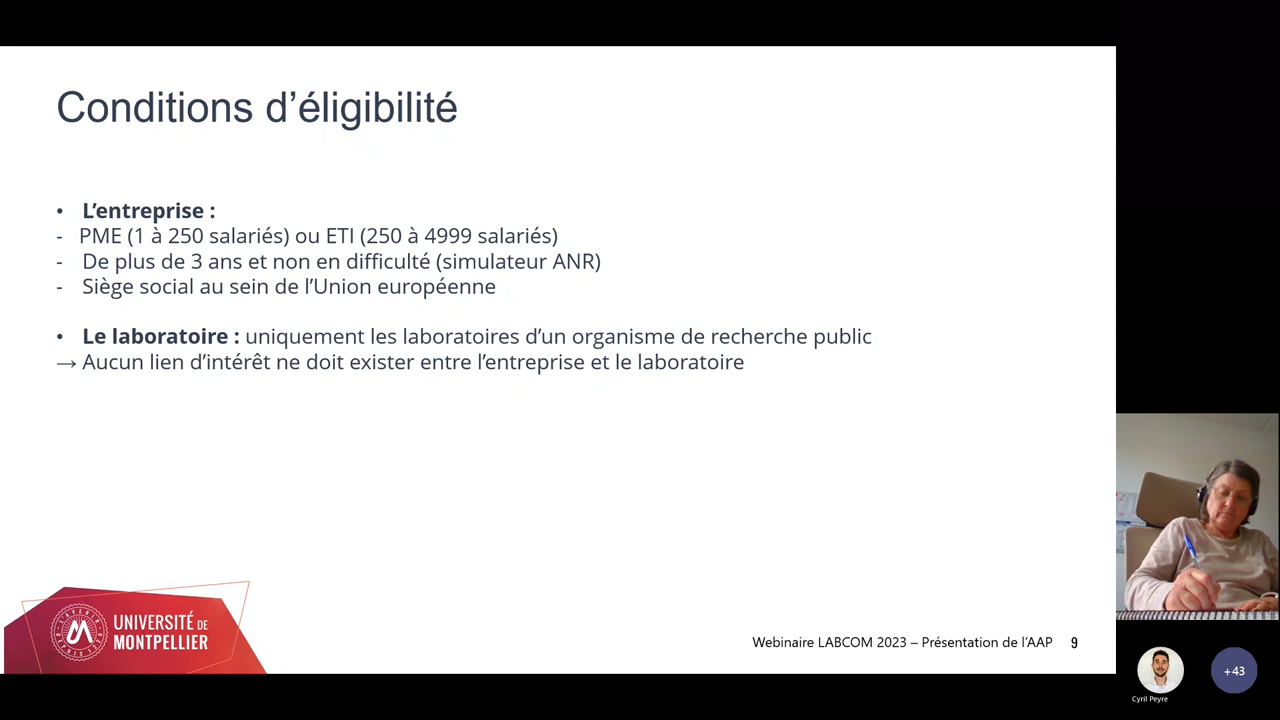 Conditions d’éligibilité
• L’entreprise :
- PME (1 à 250 salariés) ou ETI (250 à 4999 salariés)
- De plus de 3 ans et non en difficulté (simulateur ANR)
- Siège social au sein de l’Union européenne
• Le laboratoire : uniquement les laboratoires d’un organisme de recherche public
→ Aucun lien d’intérêt ne doit exister entre l’entreprise et le laboratoire
UNIVERSITÉ DE
MONTPELLIER
Webinaire LABCOM 2023 – Présentation de l’AAP 9
Cyril Peyre
+43